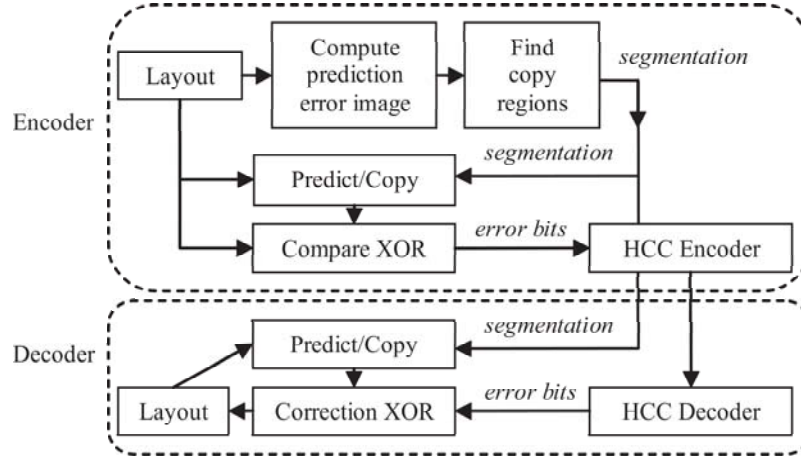 Layout
Compute
prediction
error image
Find
copy
regions
segmentation
Encoder
segmentation
Predict/Copy
Compare XOR
error bits
HCC Encoder
Decoder
segmentation
Predict/Copy
Layout
Correction XOR
error bits
HCC Decoder